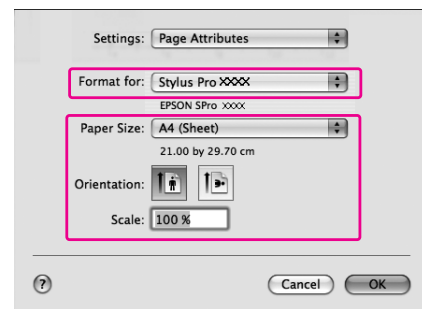 Settings: Page Attributes
Format for: Stylus Pro XXXX
EPSON SPro XXXX
Paper Size: A4 (Sheet)
21.00 by 29.70 cm
Orientation:
Scale: 100 %
? Cancel OK